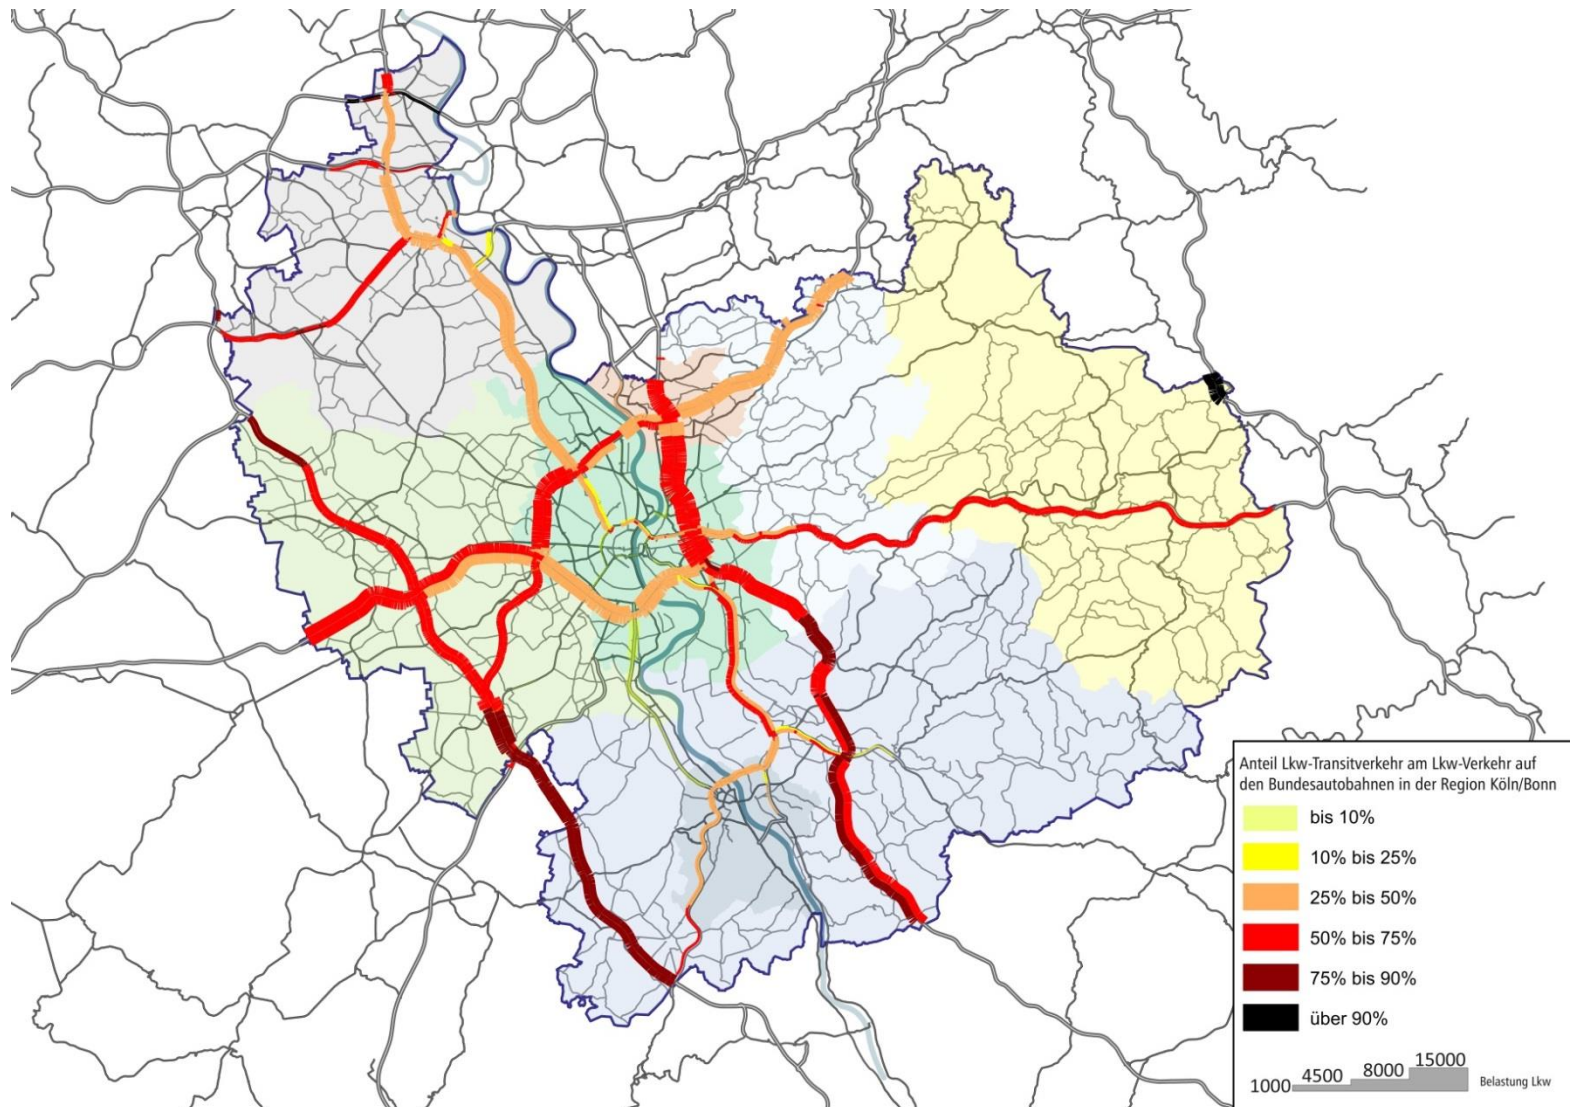 Anteil Lkw-Transitverkehr am Lkw-Verkehr auf
den Bundesautobahnen in der Region Köln/Bonn
bis 10%
10% bis 25%
25% bis 50%
50% bis 75%
75% bis 90%
über 90%
1000 4500 8000 15000
Belastung Lkw